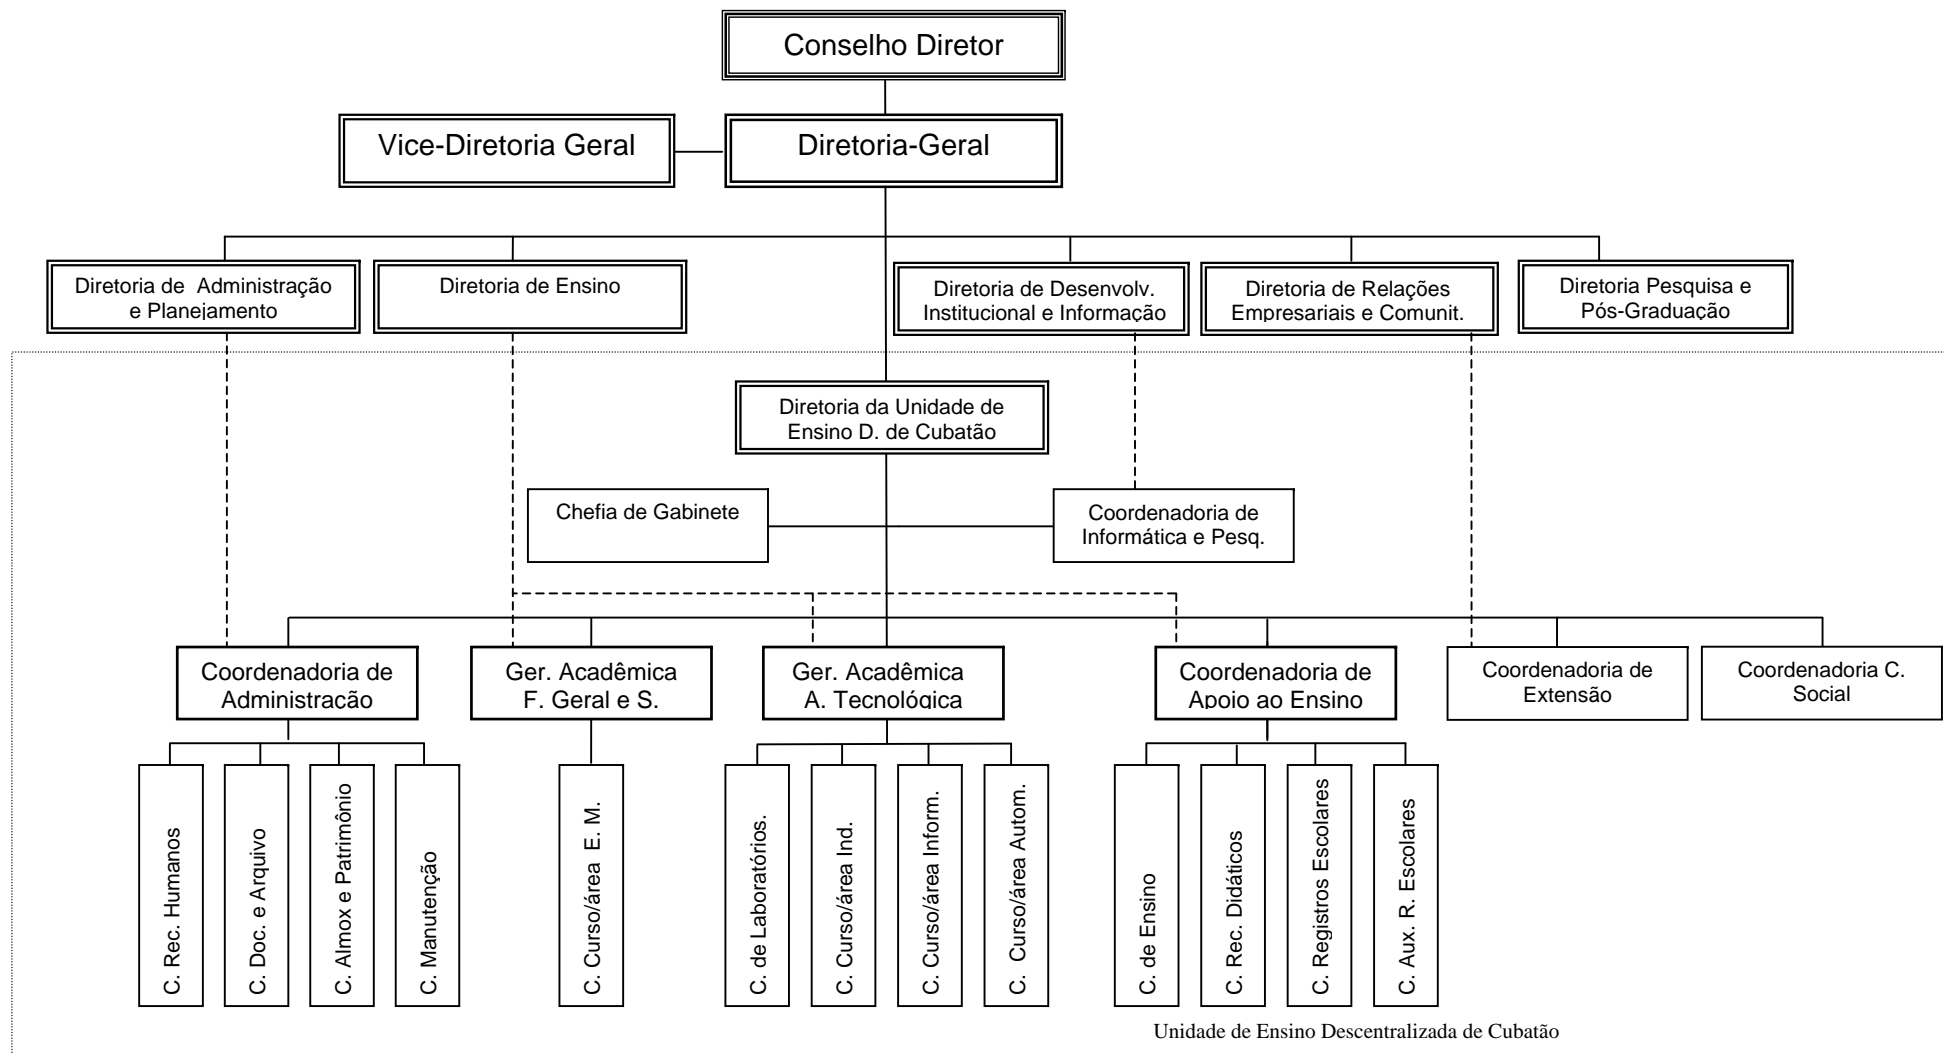 Conselho Diretor
Vice-Diretoria Geral
Diretoria-Geral
Diretoria de Administração
e Planejamento
Diretoria de Ensino
Diretoria de Desenvolv.
Institucional e Informação
Diretoria de Relações
Empresariais e Comunit.
Diretoria Pesquisa e
Pós-Graduação
Diretoria da Unidade de
Ensino D. de Cubatão
Chefia de Gabinete
Coordenadoria de
Informática e Pesq.
Coordenadoria de
Administração
Ger. Acadêmica
F. Geral e S.
Ger. Acadêmica
A. Tecnológica
Coordenadoria de
Apoio ao Ensino
Coordenadoria de
Extensão
Coordenadoria C.
Social
C. Rec. Humanos
C. Doc. e Arquivo
C. Almox e Patrimônio
C. Manutenção
C. Curso/área E. M.
C. de Laboratórios.
C. Curso/área Ind.
C. Curso/área Inform.
C. Curso/área Autom.
C. de Ensino
C. Rec. Didáticos
C. Registros Escolares
C. Aux. R. Escolares
Unidade de Ensino Descentralizada de Cubatão